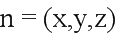 n = (x,y,z)